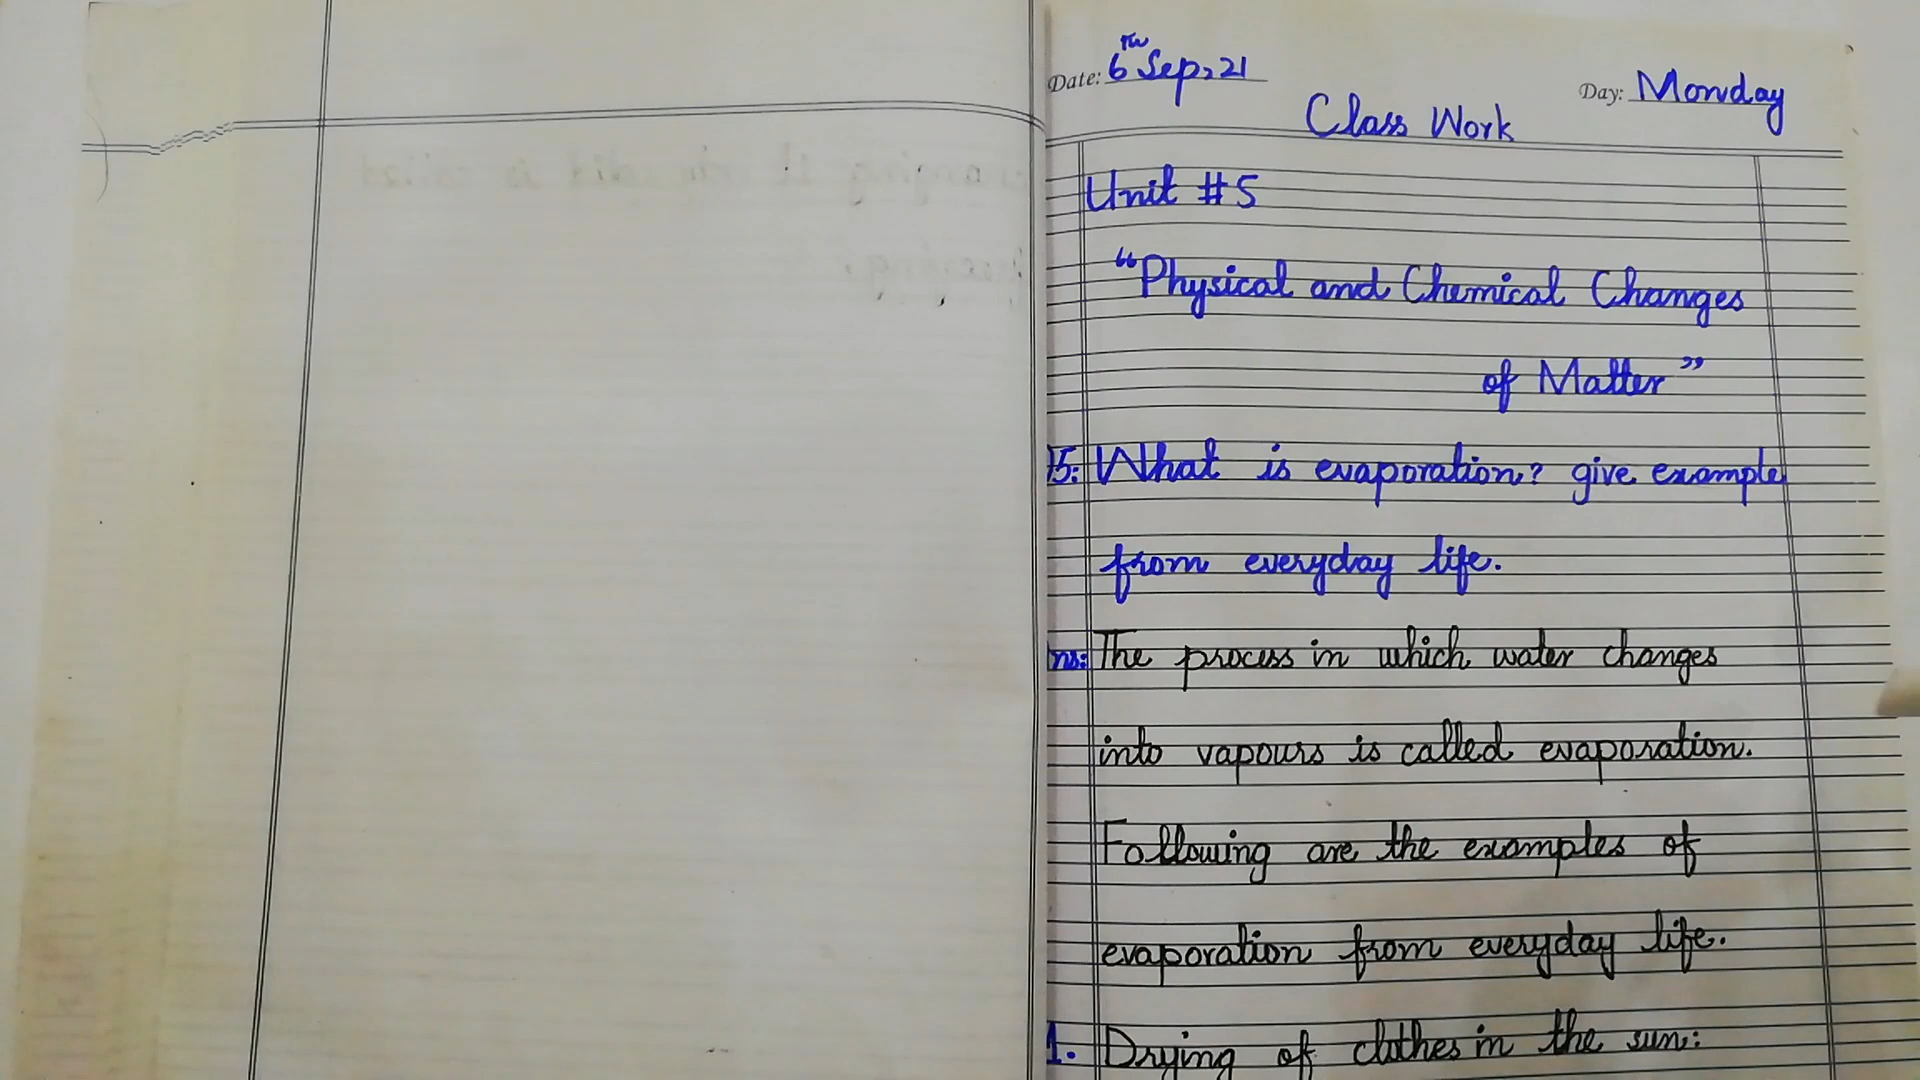 Date: 6th Sep, 21
Day: Monday
Class Work
Unit #5
“Physical and Chemical Changes
of Matter”
5: What is evaporation? give example
from everyday life.
ns: The process in which water changes
into vapours is called evaporation.
Following are the examples of
evaporation from everyday life.
1. Drying of clothes in the sun: